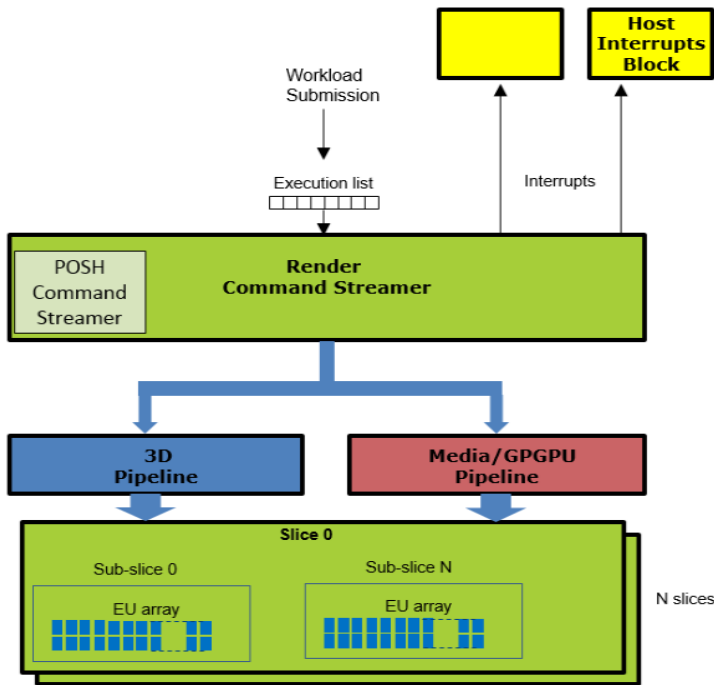 Host
Interrupts
Block
Workload
Submission
Execution list
Interrupts
POSH
Command
Streamer
Render
Command Streamer
3D
Pipeline
Media/GPGPU
Pipeline
Slice 0
Sub-slice 0
Sub-slice N
EU array
EU array
N slices